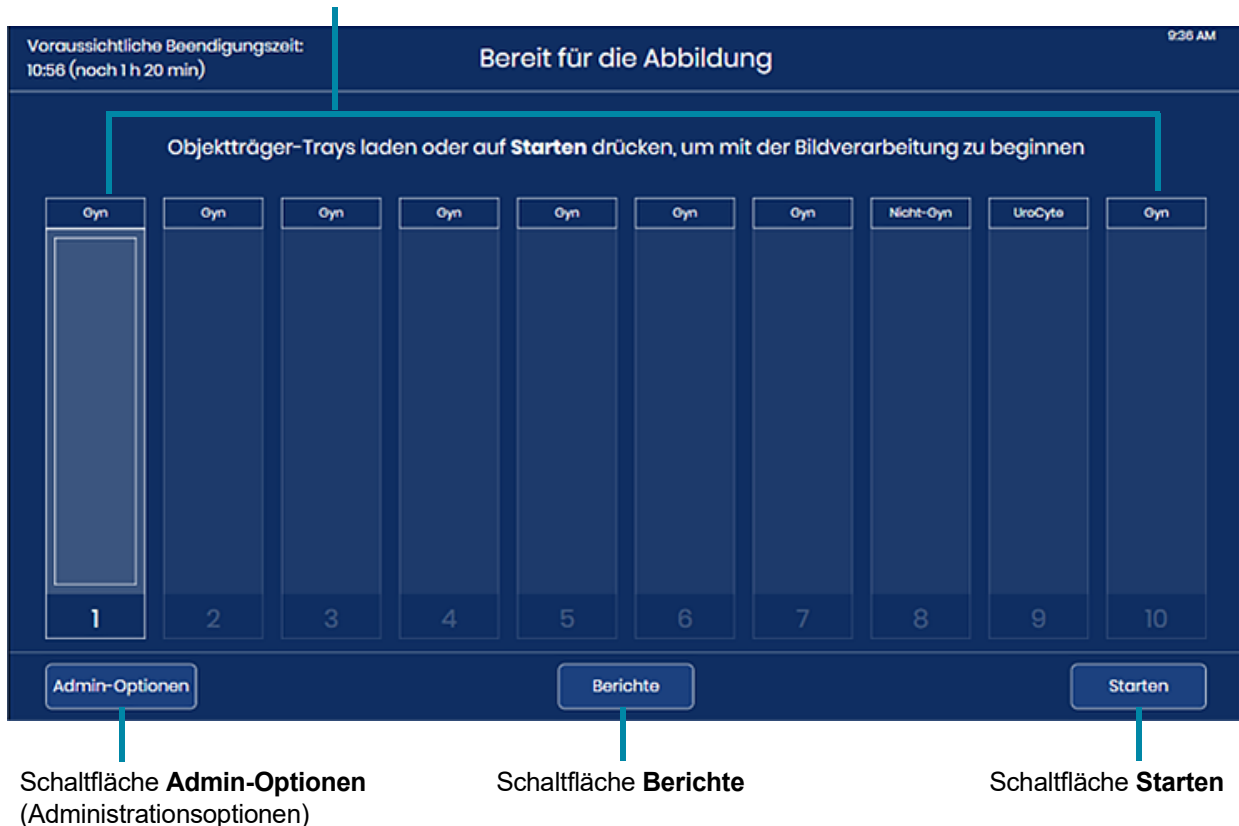 Voraussichtliche Beendigungszeit:
10:56 (noch 1 h 20 min)
Bereit für die Abbildung
9:36 AM
Objektträger-Trays laden oder auf Starten drücken, um mit der Bildverarbeitung zu beginnen
Gyn Gyn Gyn Gyn Gyn Gyn Gyn Nicht-Gyn UroCyte Gyn
1 2 3 4 5 6 7 8 9 10
Admin-Optionen Berichte Starten
Schaltfläche Admin-Optionen
(Administrationsoptionen)
Schaltfläche Berichte
Schaltfläche Starten